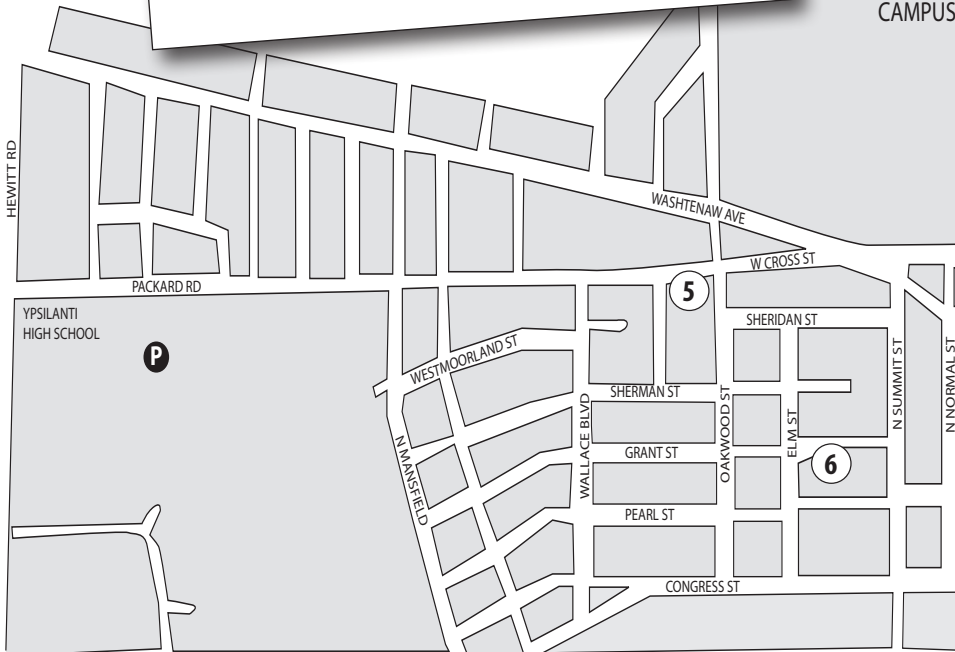 CAMPUS
HEWITT RD
WASHTENAW AVE
W CROSS ST
PACKARD RD
5
YPSILANTI
HIGH SCHOOL
P
SHERIDAN ST
WESTMOORLAND ST
N SUMMIT ST
N NORMAL ST
SHERMAN ST
WALLACE BLVD
OAKWOOD ST
ELM ST
N MANSFIELD
GRANT ST
6
PEARL ST
CONGRESS ST